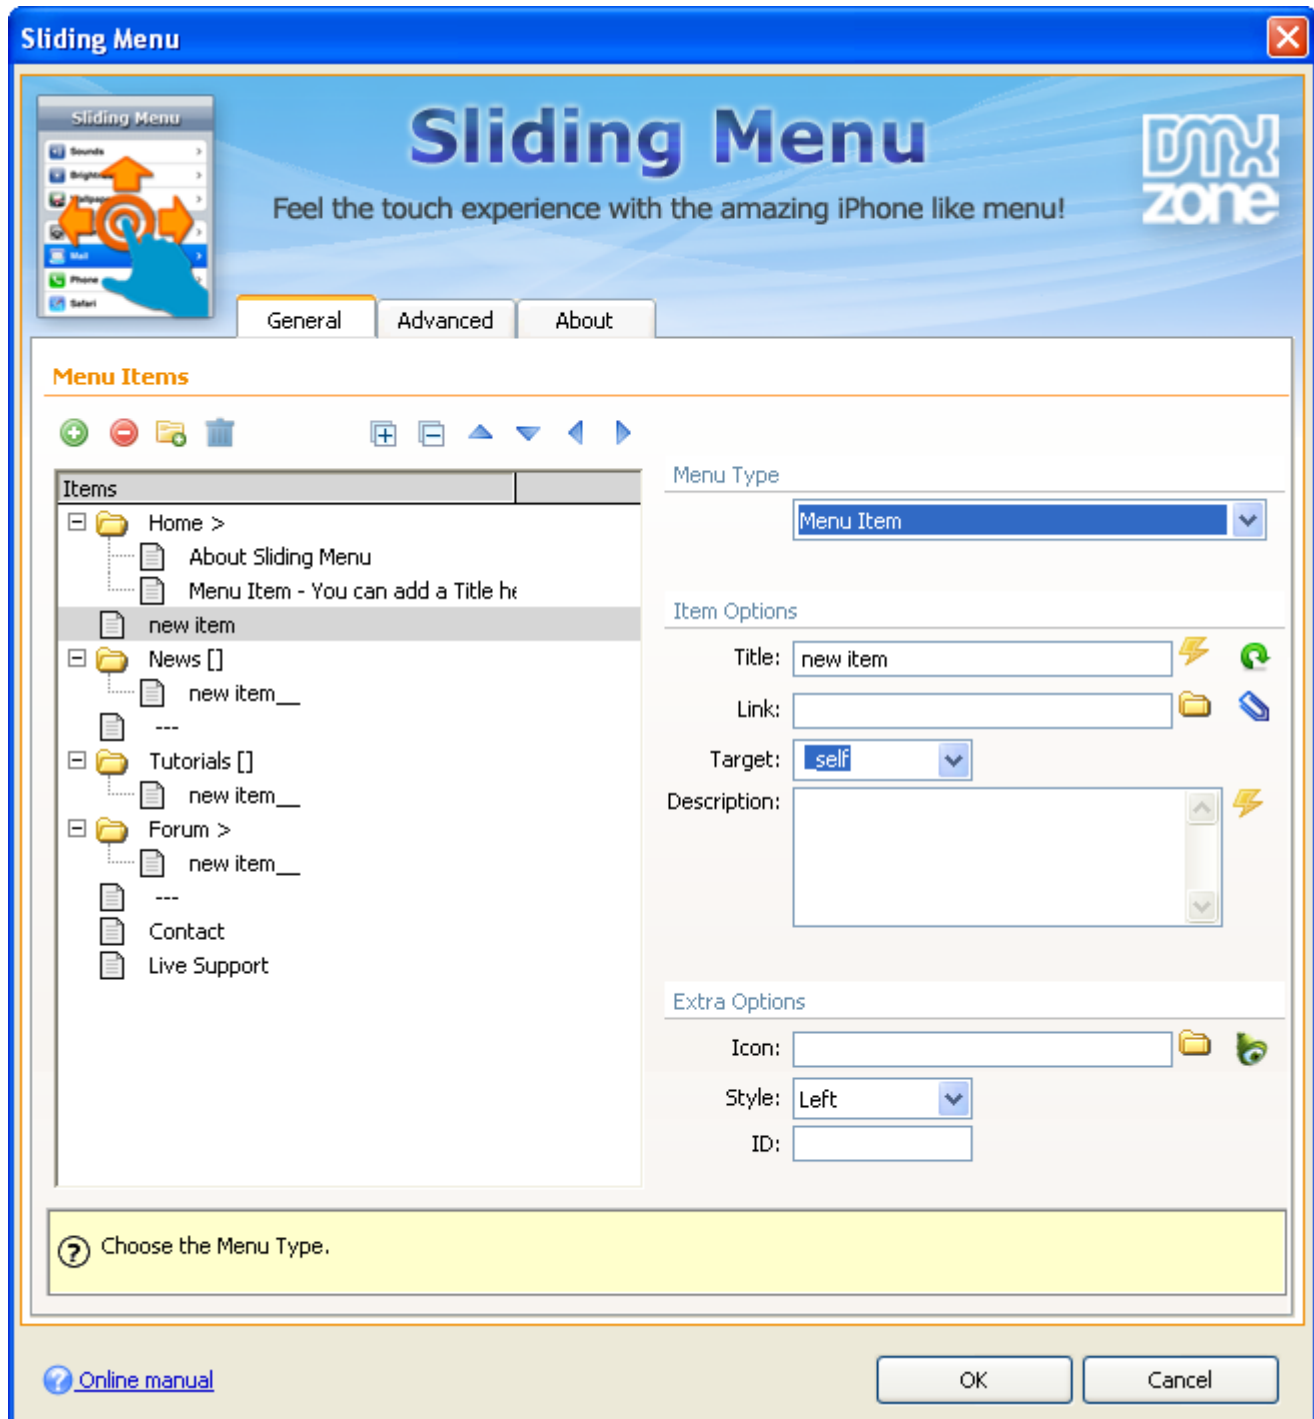 Sliding Menu
Sliding Menu
Sounds
Mail
Phone
Safari
Sliding Menu
Feel the touch experience with the amazing iPhone like menu!
DMX
zone
General
Advanced
About
Menu Items
Items
Home >
About Sliding Menu
Menu Item - You can add a Title he
new item
News []
new item__
---
Tutorials []
new item__
Forum >
new item__
---
Contact
Live Support
Menu Type
Menu Item
Item Options
Title: new item
Link:
Target: _self
Description:
Extra Options
Icon:
Style: Left
ID:
Choose the Menu Type.
Online manual
OK
Cancel